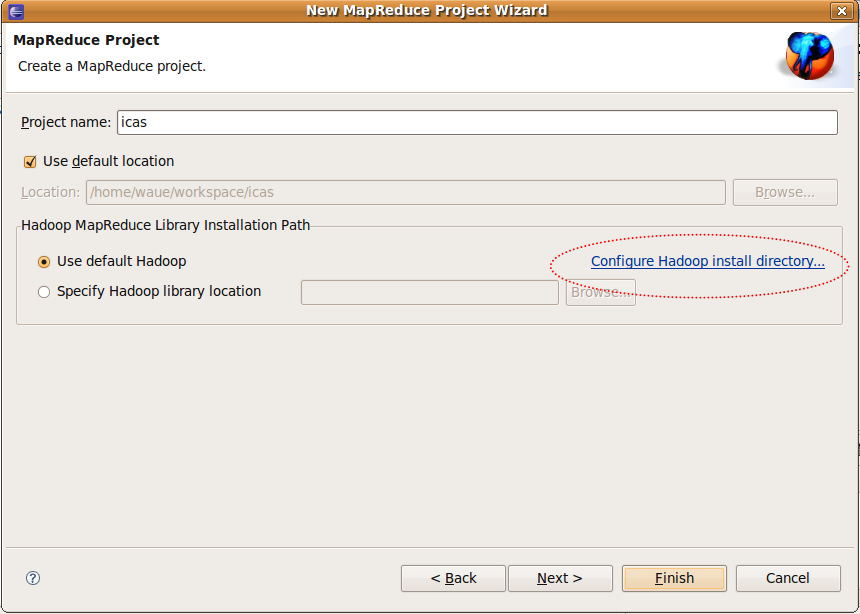 New MapReduce Project Wizard
MapReduce Project
Create a MapReduce project.
Project name: icas
Use default location
Location: /home/waue/workspace/icas Browse...
Hadoop MapReduce Library Installation Path
Use default Hadoop Configure Hadoop install directory...
Specify Hadoop library location Browse...
? < Back Next > Finish Cancel